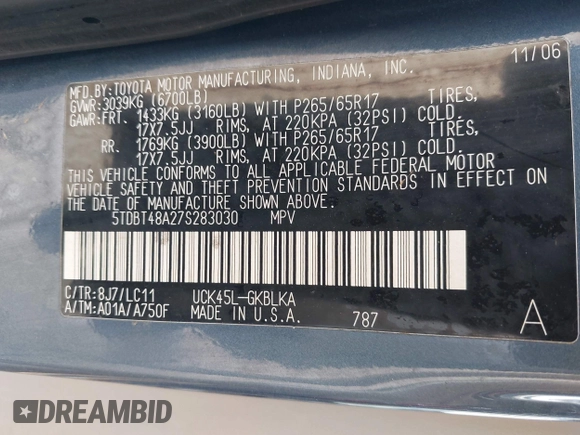 MFD.BY:TOYOTA MOTOR MANUFACTURING, INDIANA, INC. 11/06
GVWR:3039KG (6700LB)
GAWR:FRT. 1433KG (3160LB) WITH P265/65R17 TIRES,
17X7.5JJ RIMS, AT 220KPA (32PSI) COLD.
RR. 1769KG (3900LB) WITH P265/65R17 TIRES,
17X7.5JJ RIMS, AT 220KPA (32PSI) COLD.
THIS VEHICLE CONFORMS TO ALL APPLICABLE FEDERAL MOTOR
VEHICLE SAFETY AND THEFT PREVENTION STANDARDS IN EFFECT ON
THE DATE OF MANUFACTURE SHOWN ABOVE.
5TDBT48A27S283030 MPV
C/TR:8J7/LC11 UCK45L-GKBLKA
A/TM:A01A/A750F MADE IN U.S.A. 787 A
DREAMBID